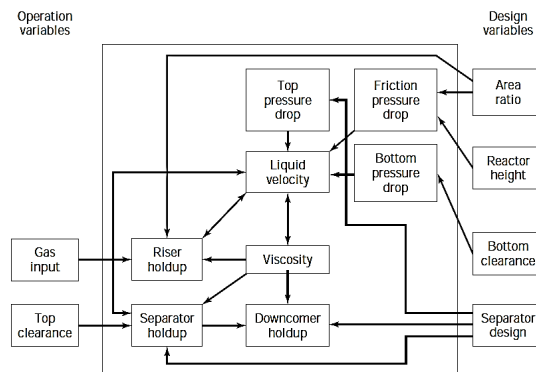 Operation
variables
Design
variables
Top
pressure
drop
Friction
pressure
drop
Area
ratio
Liquid
velocity
Bottom
pressure
drop
Reactor
height
Gas
input
Riser
holdup
Viscosity
Bottom
clearance
Top
clearance
Separator
holdup
Downcomer
holdup
Separator
design